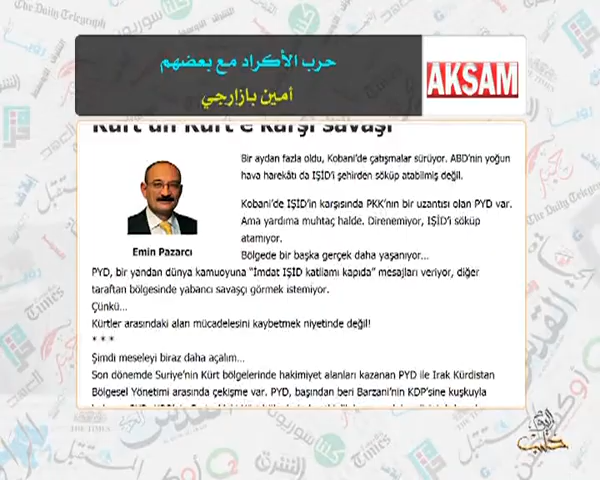 حرب الأكراد مع بعضهم
أمين بازارجي
AKSAM
Kürt'ün Kürt'e karşı savaşı
Bir aydan fazla oldu, Kobani'de çatışmalar sürüyor. ABD'nin yoğun
hava harekâtı da IŞİD'i şehirden söküp atabilmiş değil.
Kobani'de IŞİD'in karşısında PKK'nın bir uzantısı olan PYD var.
Ama yardıma muhtaç halde. Direnemiyor, IŞİD'i söküp
atamıyor.
Bölgede bir başka gerçek daha yaşanıyor...
Emin Pazarcı
PYD, bir yandan dünya kamuoyuna "İmdat IŞİD katliamı kapıda" mesajları veriyor, diğer
taraftan bölgesinde yabancı savaşçı görmek istemiyor.
Çünkü...
Kürtler arasındaki alan mücadelesini kaybetmek niyetinde değil!
* * *
Şimdi meseleyi biraz daha açalım...
Son dönemde Suriye'nin Kürt bölgelerinde hakimiyet alanları kazanan PYD ile Irak Kürdistan
Bölgesel Yönetimi arasında çekişme var. PYD, başından beri Barzani'nin KDP'sine kuşkuyla